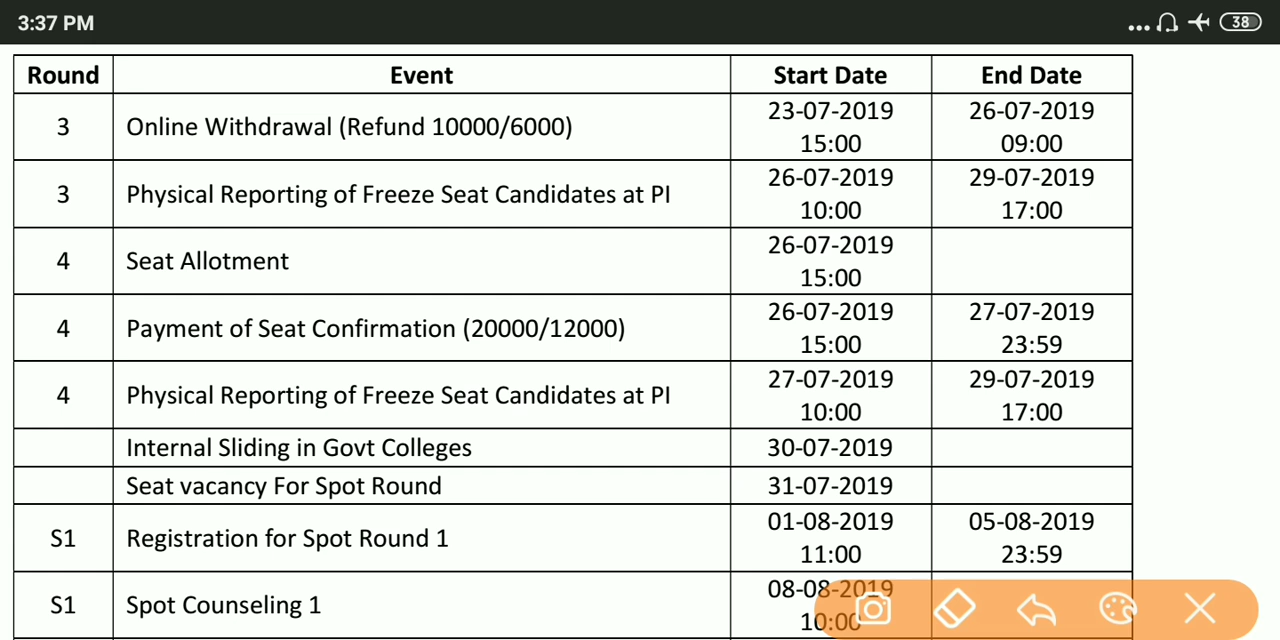 3:37 PM
38
Round Event Start Date End Date
3 Online Withdrawal (Refund 10000/6000) 23-07-2019 15:00 26-07-2019 09:00
3 Physical Reporting of Freeze Seat Candidates at PI 26-07-2019 10:00 29-07-2019 17:00
4 Seat Allotment 26-07-2019 15:00
4 Payment of Seat Confirmation (20000/12000) 26-07-2019 15:00 27-07-2019 23:59
4 Physical Reporting of Freeze Seat Candidates at PI 27-07-2019 10:00 29-07-2019 17:00
Internal Sliding in Govt Colleges 30-07-2019
Seat vacancy For Spot Round 31-07-2019
S1 Registration for Spot Round 1 01-08-2019 11:00 05-08-2019 23:59
S1 Spot Counseling 1 08-08-2019 10:00